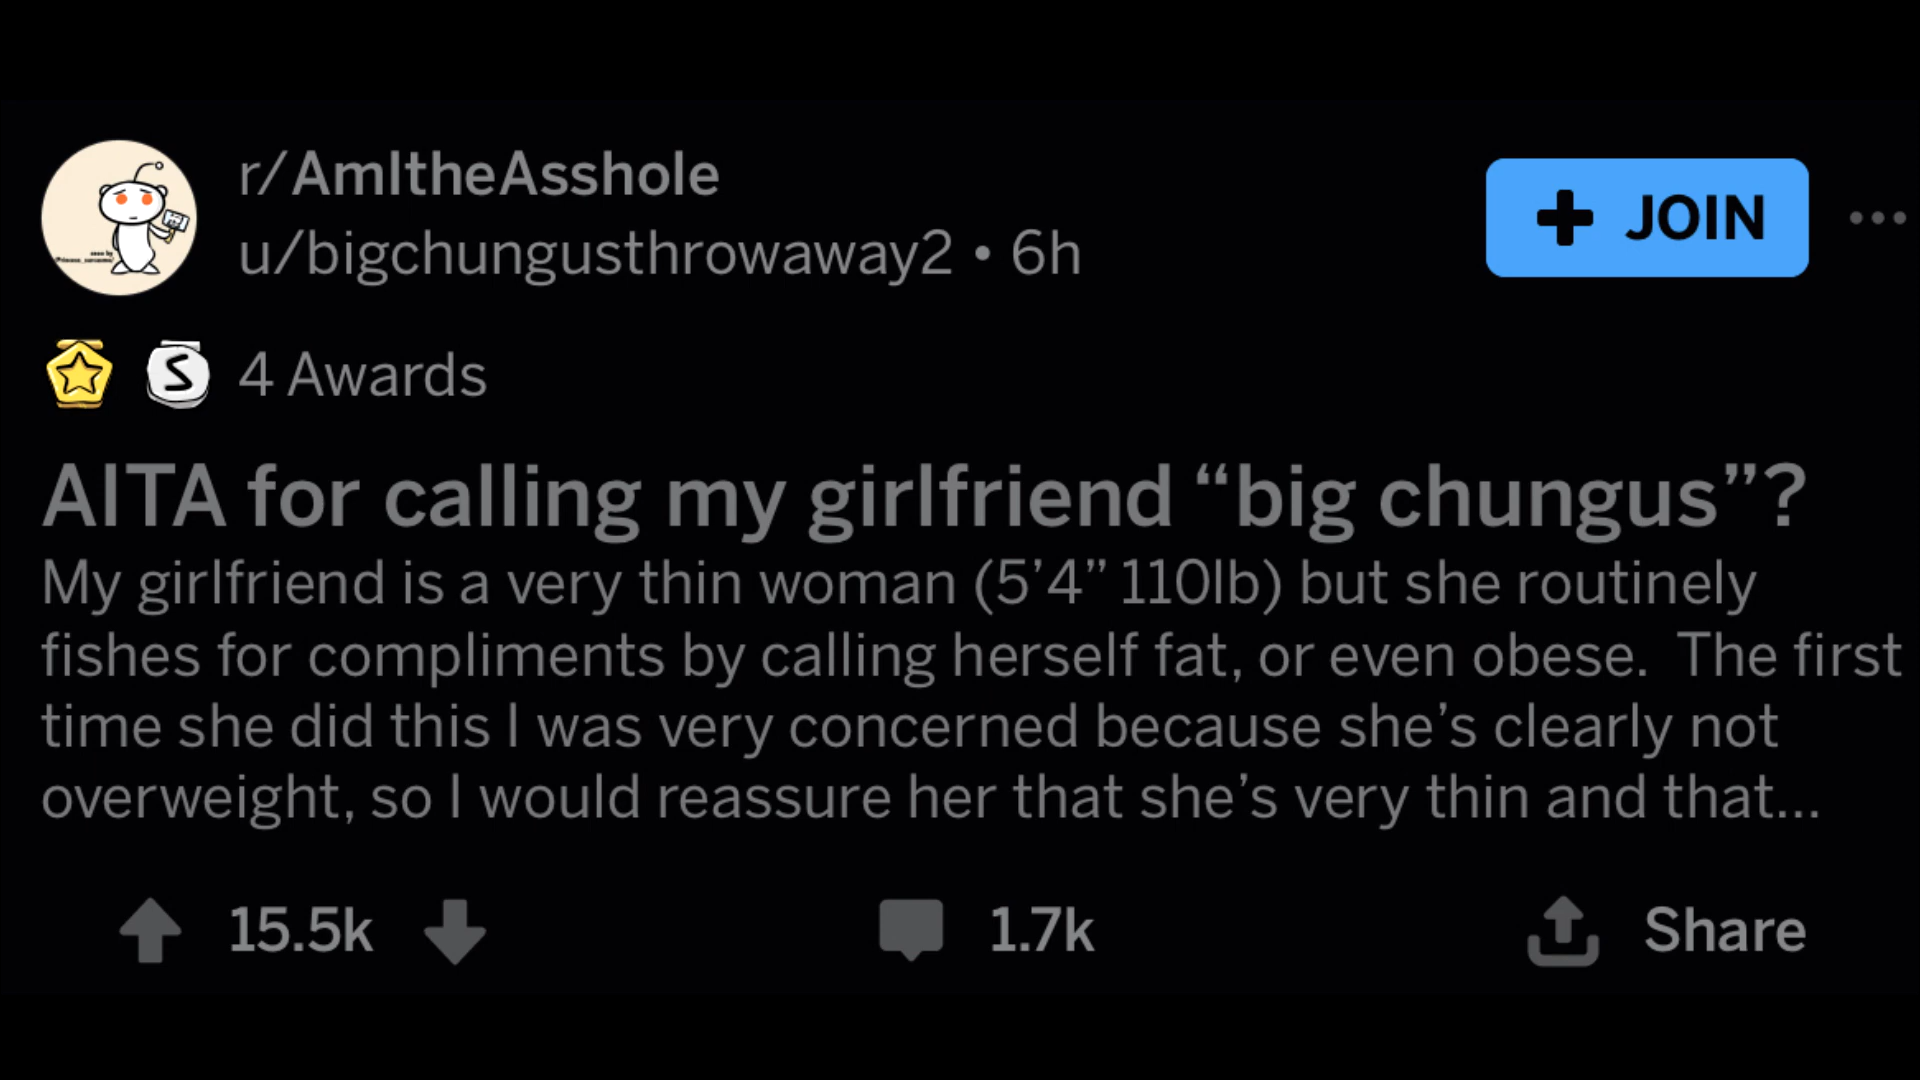 r/AmItheAsshole
u/bigchungusthrowaway2 • 6h
+ JOIN
S
4 Awards
AITA for calling my girlfriend “big chungus”?
My girlfriend is a very thin woman (5’4” 110lb) but she routinely
fishes for compliments by calling herself fat, or even obese. The first
time she did this I was very concerned because she’s clearly not
overweight, so I would reassure her that she’s very thin and that...
15.5k
1.7k
Share